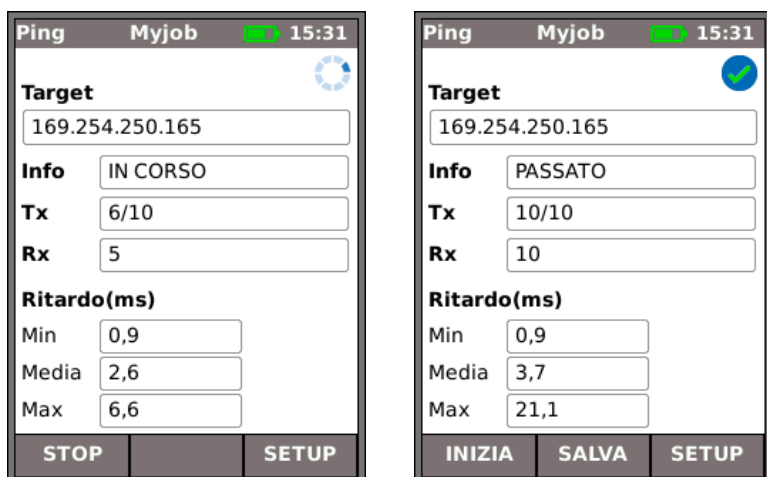 Ping Myjob 15:31
Target
169.254.250.165
Info IN CORSO
Tx 6/10
Rx 5
Ritardo(ms)
Min 0,9
Media 2,6
Max 6,6
STOP SETUP
Ping Myjob 15:31
Target
169.254.250.165
Info PASSATO
Tx 10/10
Rx 10
Ritardo(ms)
Min 0,9
Media 3,7
Max 21,1
INIZIA SALVA SETUP